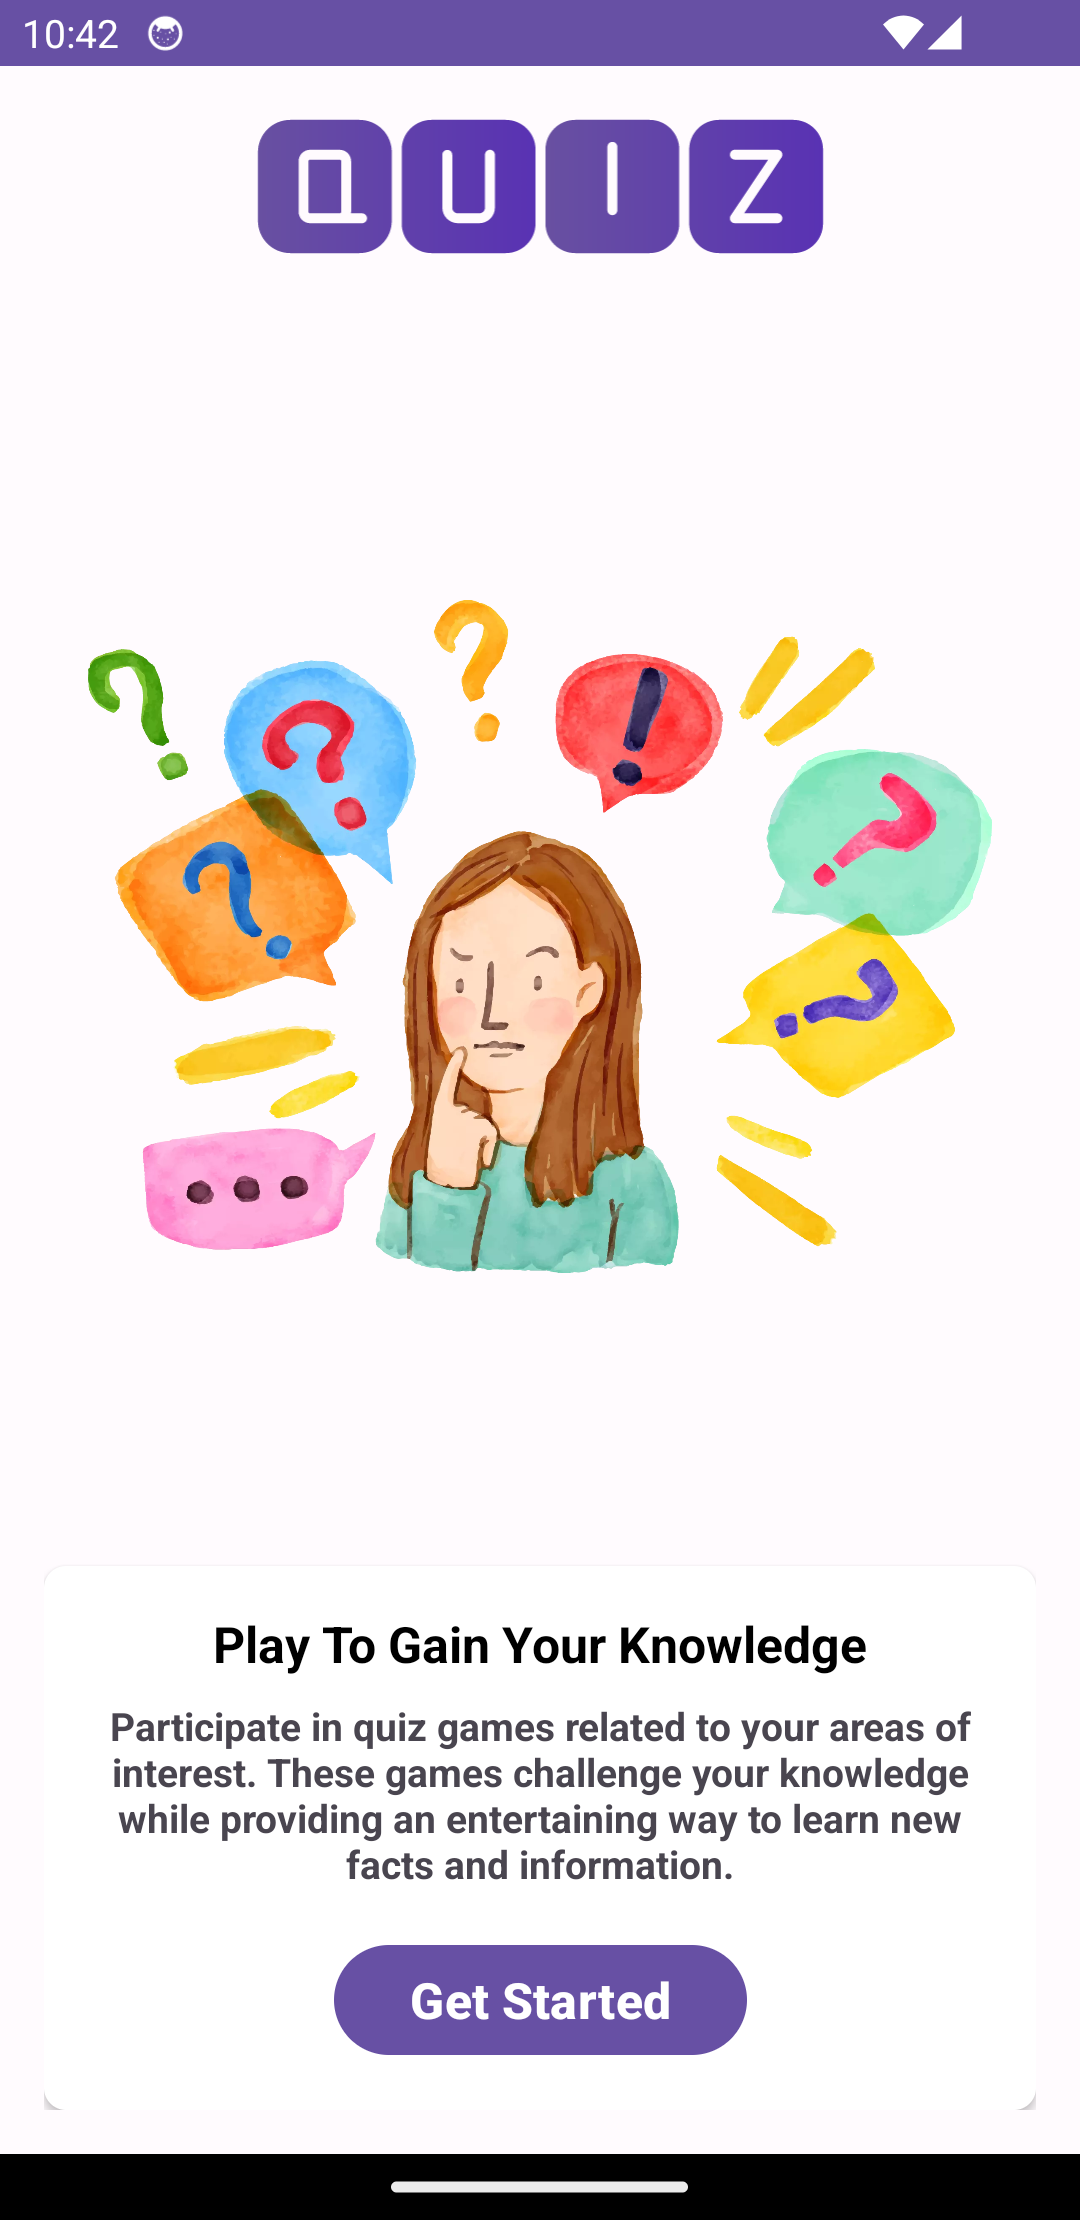 10:42
QUIZ
? ? ? ! ? ? ?
Play To Gain Your Knowledge
Participate in quiz games related to your areas of
interest. These games challenge your knowledge
while providing an entertaining way to learn new
facts and information.
Get Started